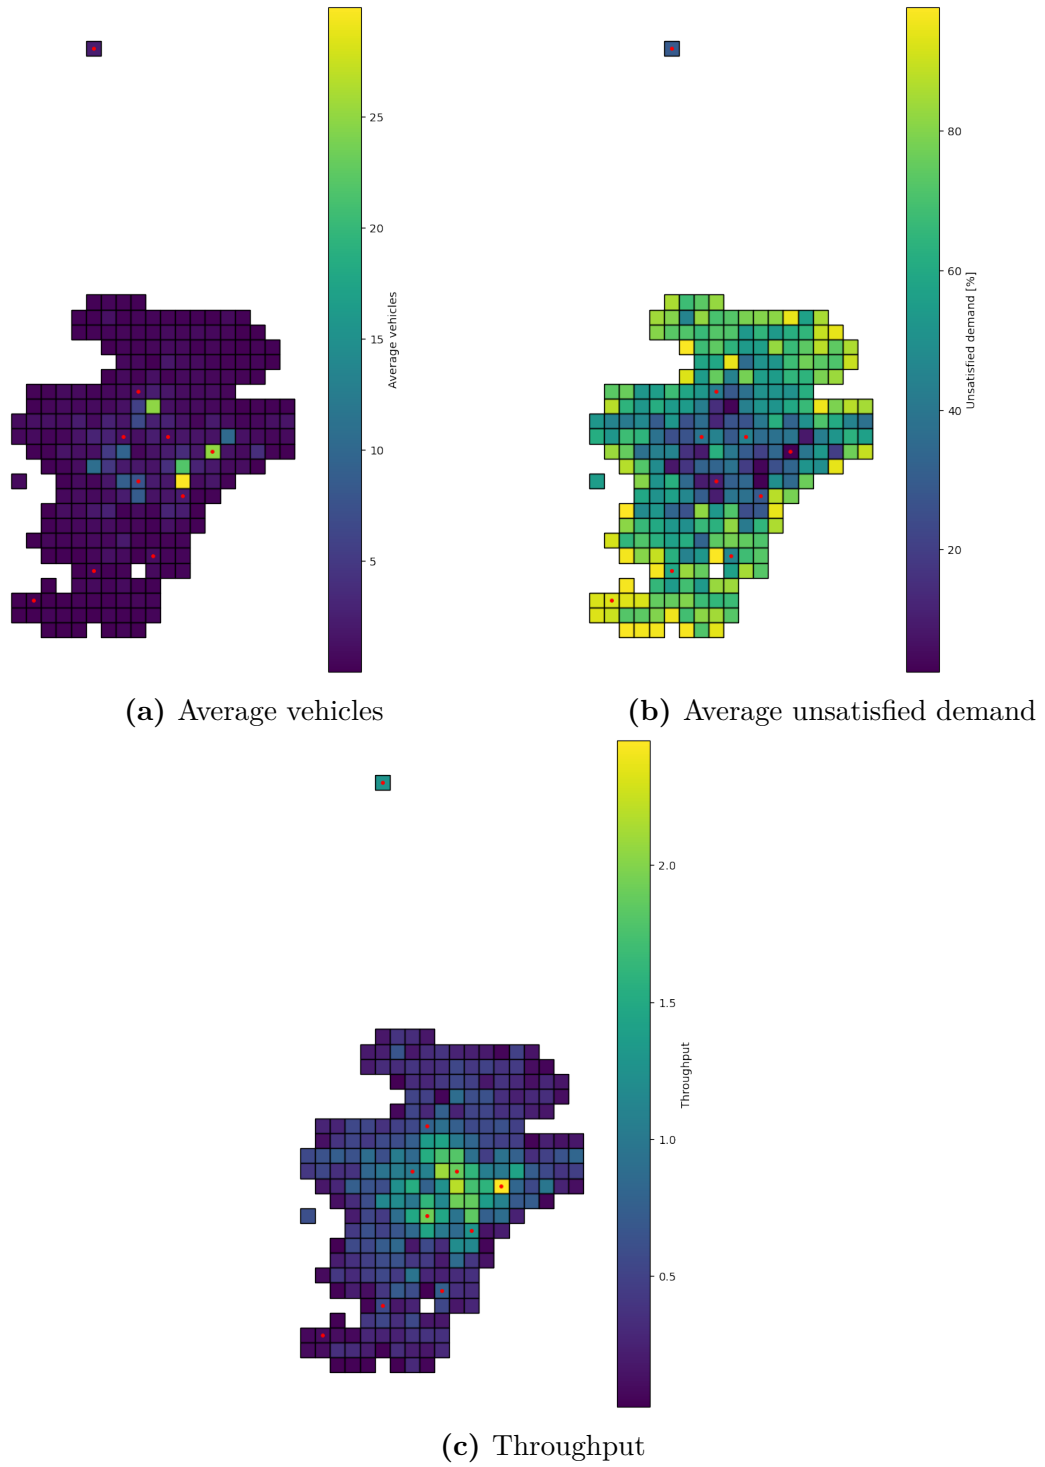 25
20
15
10
5
Average vehicles
80
60
40
20
Unsatisfied demand [%]
(a) Average vehicles
(b) Average unsatisfied demand
2.0
1.5
1.0
0.5
Throughput
(c) Throughput